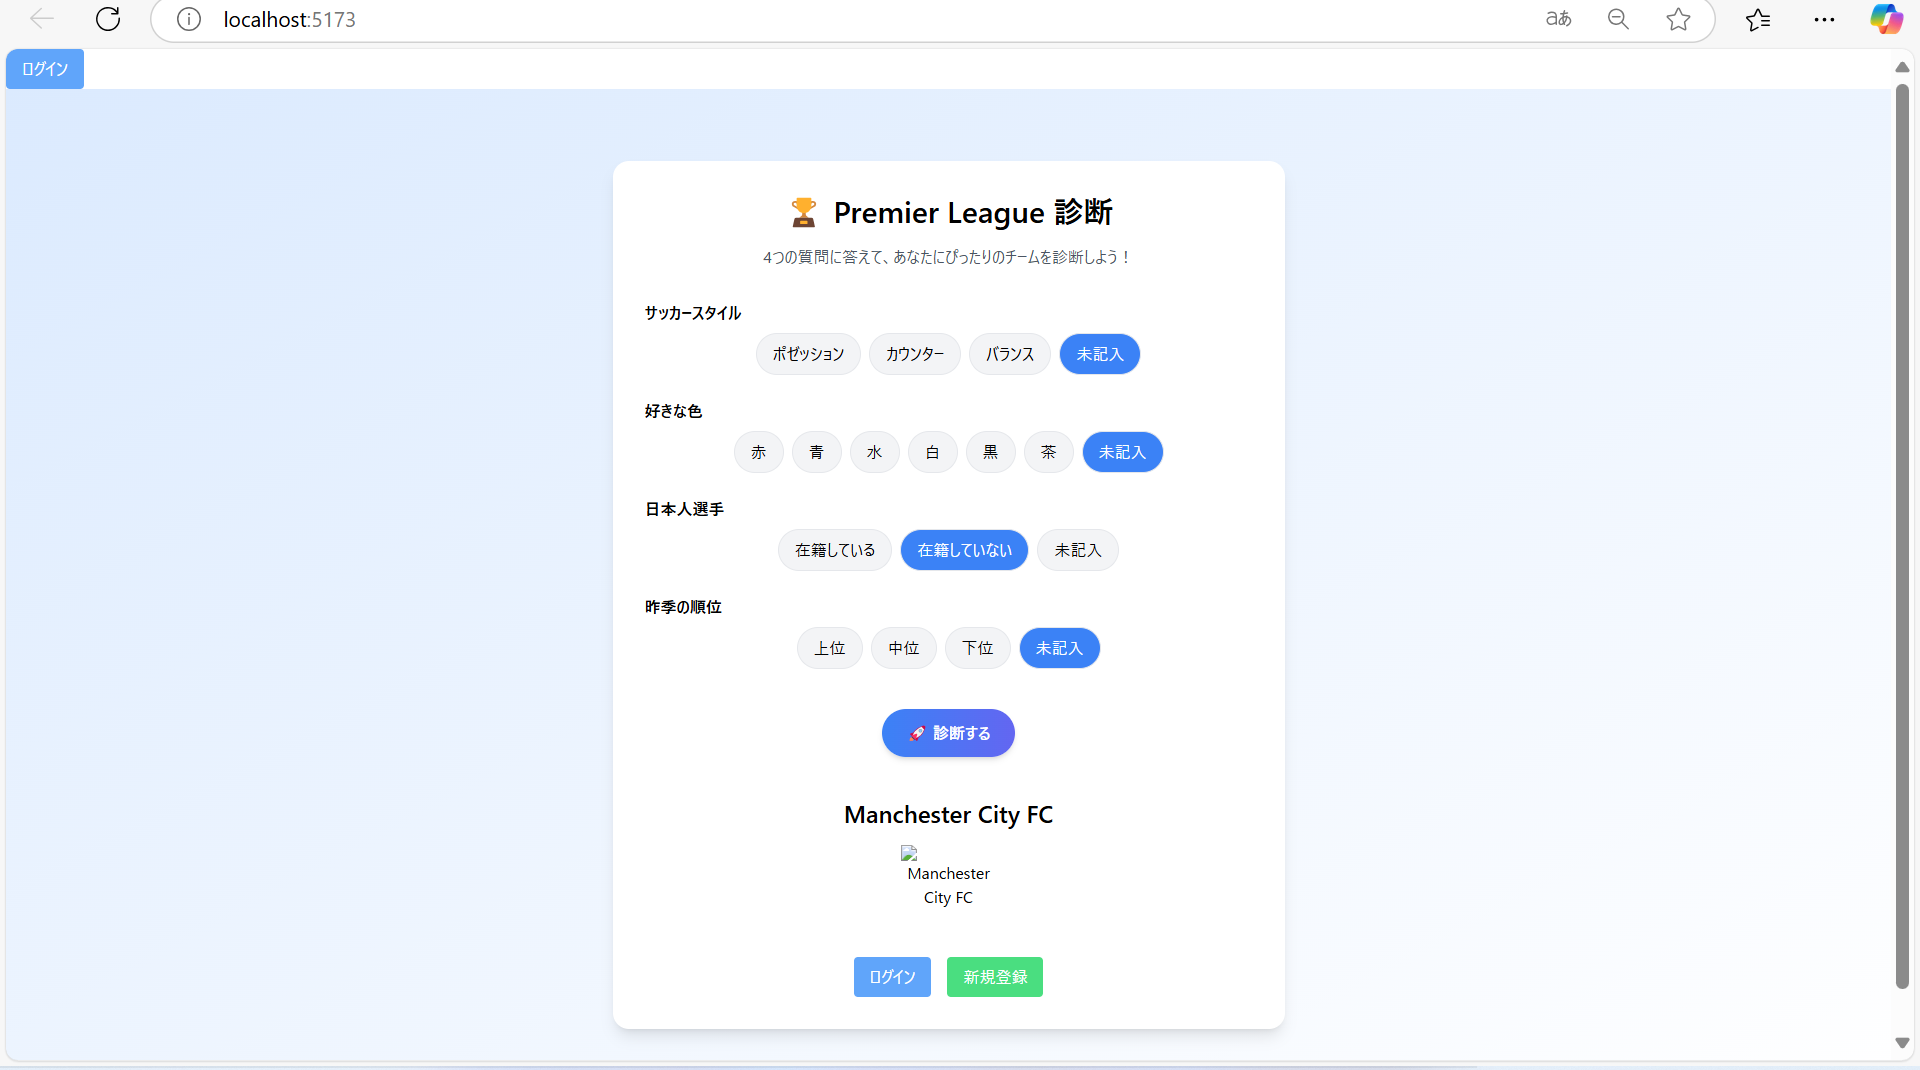 localhost:5173
aあ
ログイン
🏆 Premier League 診断
4つの質問に答えて、あなたにぴったりのチームを診断しよう！
サッカースタイル
ポゼッション カウンター バランス 未記入
好きな色
赤 青 水 白 黒 茶 未記入
日本人選手
在籍している 在籍していない 未記入
昨季の順位
上位 中位 下位 未記入
🚀 診断する
Manchester City FC
Manchester
City FC
ログイン 新規登録